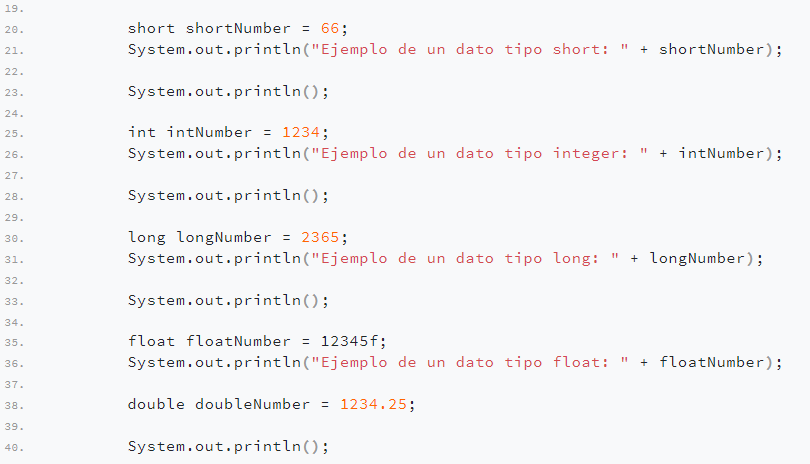 19.
20. short shortNumber = 66;
21. System.out.println("Ejemplo de un dato tipo short: " + shortNumber);
22.
23. System.out.println();
24.
25. int intNumber = 1234;
26. System.out.println("Ejemplo de un dato tipo integer: " + intNumber);
27.
28. System.out.println();
29.
30. long longNumber = 2365;
31. System.out.println("Ejemplo de un dato tipo long: " + longNumber);
32.
33. System.out.println();
34.
35. float floatNumber = 12345f;
36. System.out.println("Ejemplo de un dato tipo float: " + floatNumber);
37.
38. double doubleNumber = 1234.25;
39.
40. System.out.println();